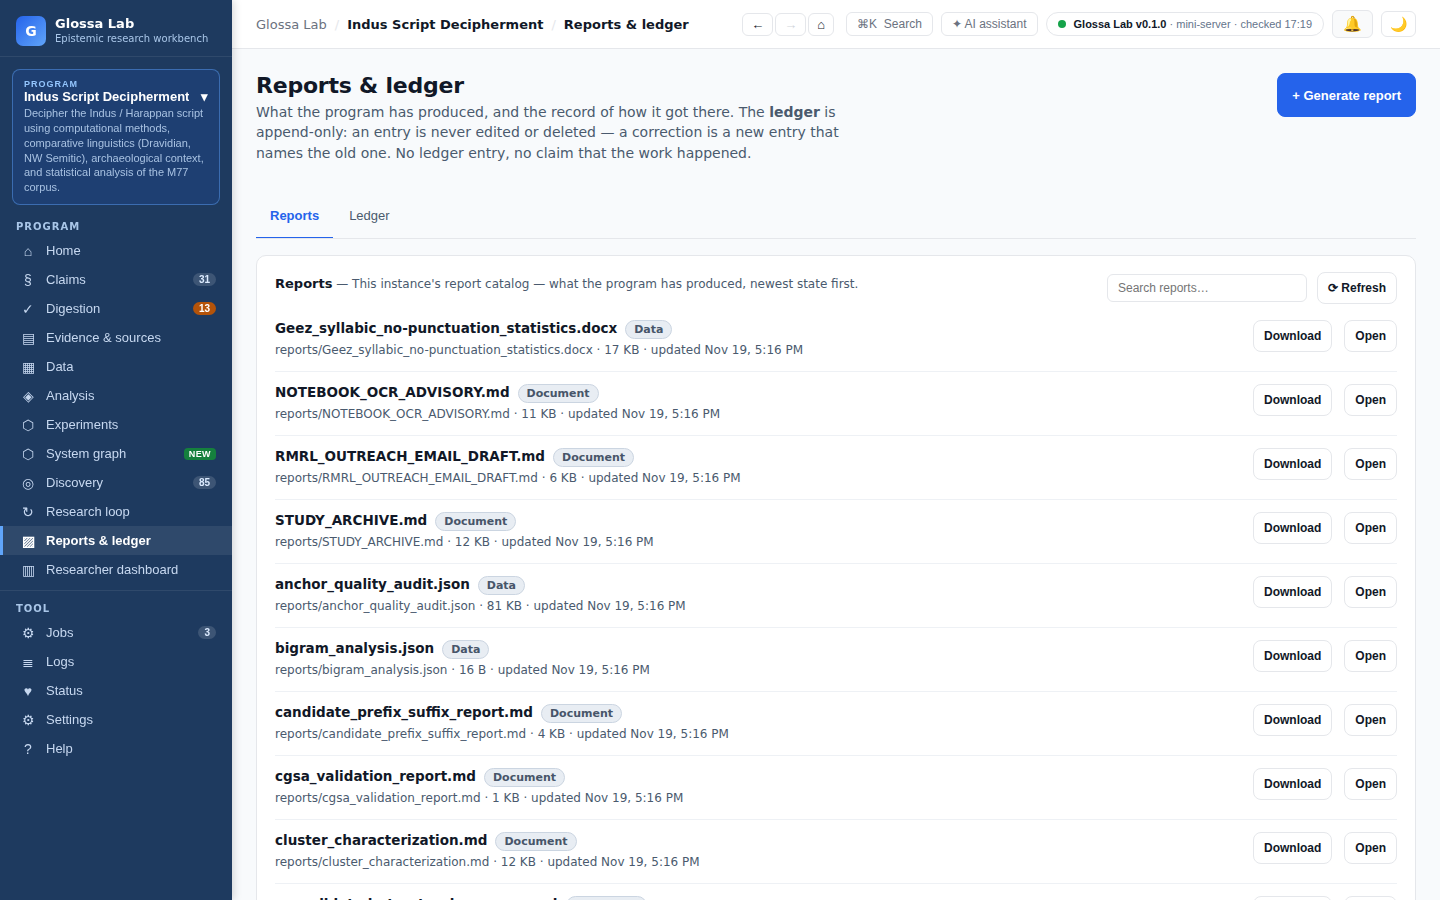 G
Glossa Lab
Epistemic research workbench
PROGRAM
Indus Script Decipherment ▾
Decipher the Indus / Harappan script
using computational methods,
comparative linguistics (Dravidian,
NW Semitic), archaeological context,
and statistical analysis of the M77
corpus.
PROGRAM
Home
Claims 31
Digestion 13
Evidence & sources
Data
Analysis
Experiments
System graph NEW
Discovery 85
Research loop
Reports & ledger
Researcher dashboard
TOOL
Jobs 3
Logs
Status
Settings
Help
Glossa Lab / Indus Script Decipherment / Reports & ledger
← → ⌂ ⌘K Search ✦ AI assistant Glossa Lab v0.1.0 · mini-server · checked 17:19
Reports & ledger
What the program has produced, and the record of how it got there. The ledger is
append-only: an entry is never edited or deleted — a correction is a new entry that
names the old one. No ledger entry, no claim that the work happened.
+ Generate report
Reports Ledger
Reports — This instance's report catalog — what the program has produced, newest state first.
Search reports… ⟳ Refresh
Geez_syllabic_no-punctuation_statistics.docx Data
reports/Geez_syllabic_no-punctuation_statistics.docx · 17 KB · updated Nov 19, 5:16 PM
Download Open
NOTEBOOK_OCR_ADVISORY.md Document
reports/NOTEBOOK_OCR_ADVISORY.md · 11 KB · updated Nov 19, 5:16 PM
Download Open
RMRL_OUTREACH_EMAIL_DRAFT.md Document
reports/RMRL_OUTREACH_EMAIL_DRAFT.md · 6 KB · updated Nov 19, 5:16 PM
Download Open
STUDY_ARCHIVE.md Document
reports/STUDY_ARCHIVE.md · 12 KB · updated Nov 19, 5:16 PM
Download Open
anchor_quality_audit.json Data
reports/anchor_quality_audit.json · 81 KB · updated Nov 19, 5:16 PM
Download Open
bigram_analysis.json Data
reports/bigram_analysis.json · 16 B · updated Nov 19, 5:16 PM
Download Open
candidate_prefix_suffix_report.md Document
reports/candidate_prefix_suffix_report.md · 4 KB · updated Nov 19, 5:16 PM
Download Open
cgsa_validation_report.md Document
reports/cgsa_validation_report.md · 1 KB · updated Nov 19, 5:16 PM
Download Open
cluster_characterization.md Document
reports/cluster_characterization.md · 12 KB · updated Nov 19, 5:16 PM
Download Open